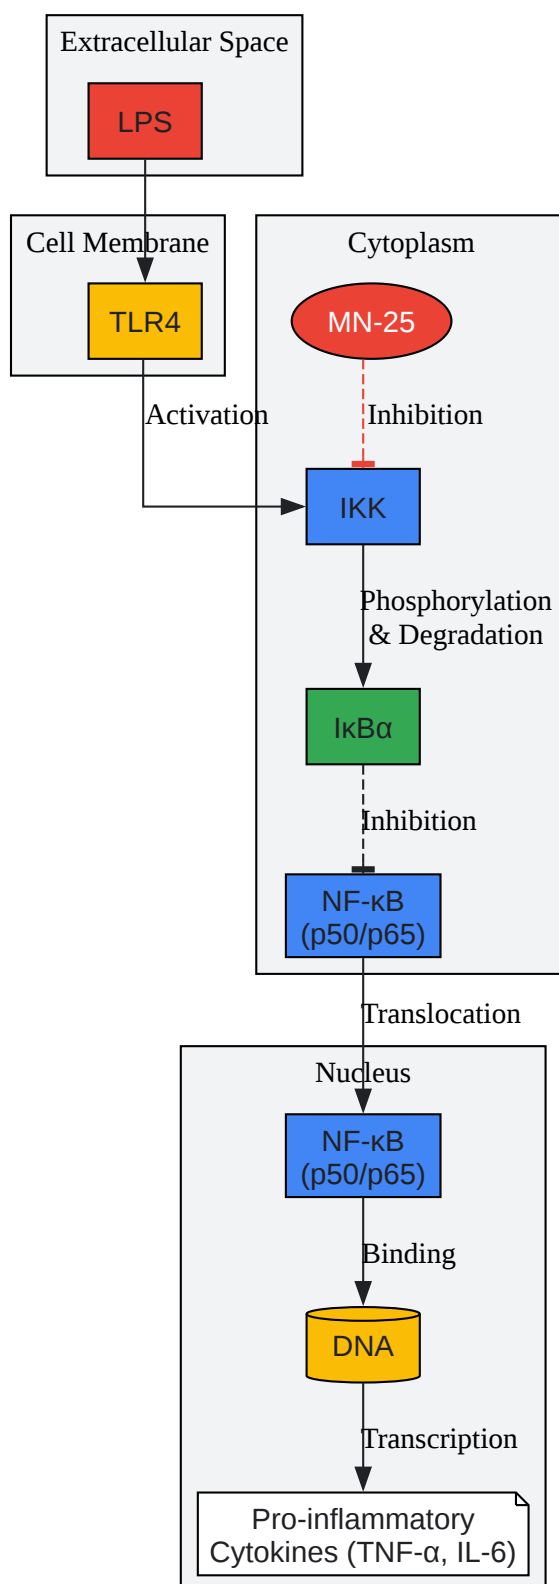 Extracellular Space
LPS
Cell Membrane
TLR4
Cytoplasm
MN-25
Activation
Inhibition
IKK
Phosphorylation
& Degradation
IκBα
Inhibition
NF-κB
(p50/p65)
Translocation
Nucleus
NF-κB
(p50/p65)
Binding
DNA
Transcription
Pro-inflammatory
Cytokines (TNF-α, IL-6)